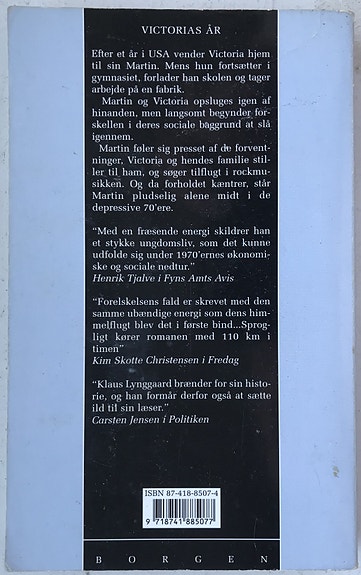 VICTORIAS ÅR
Efter et år i USA vender Victoria hjem
til sin Martin. Mens hun fortsætter i
gymnasiet, forlader han skolen og tager
arbejde på en fabrik.
Martin og Victoria opsluges igen af
hinanden, men langsomt begynder for-
skellen i deres sociale baggrund at slå
igennem.
Martin føler sig presset af de forvent-
ninger, Victoria og hendes familie stil-
ler til ham, og søger tilflugt i rockmu-
sikken. Og da forholdet kæntrer, står
Martin pludselig alene midt i de
depressive 70'ere.
“Med en fræsende energi skildrer han
et stykke ungdomsliv, som det kunne
udfolde sig under 1970'ernes økonomi-
ske og sociale nedtur.”
Henrik Tjalve i Fyns Amts Avis
“Forelskelsens fald er skrevet med den
samme ubændige energi som dens him-
melflugt blev det i første bind...Sprog-
ligt kører romanen med 110 km i
timen”
Kim Skotte Christensen i Fredag
“Klaus Lynggaard brænder for sin histo-
rie, og han formår derfor også at sætte
ild til sin læser.”
Carsten Jensen i Politiken
ISBN 87-418-8507-4
9 718741 885077
BORGEN